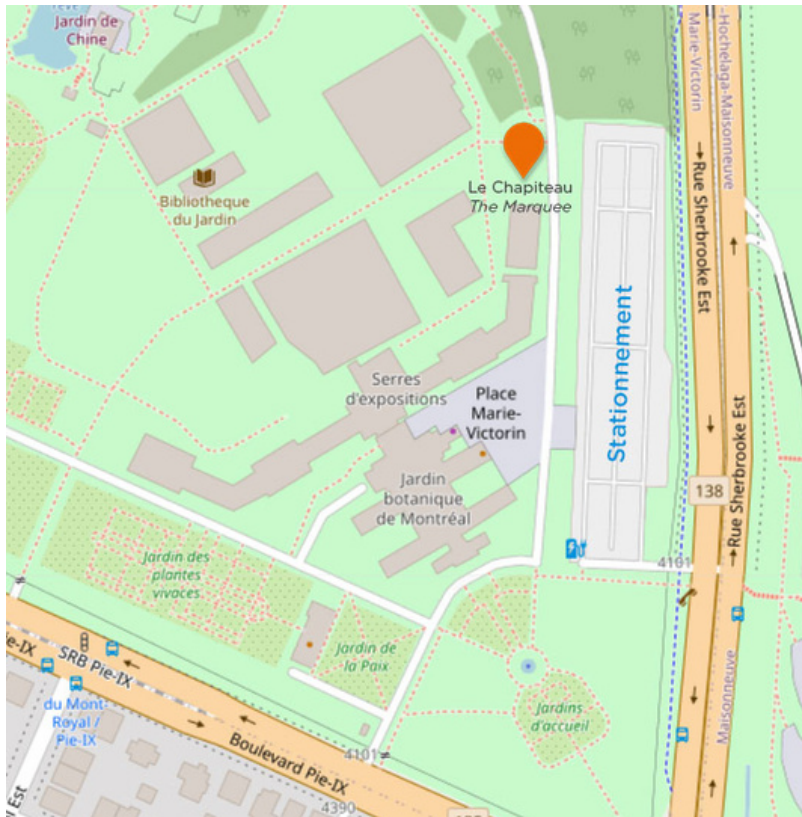 Jardin de
Chine
Bibliotheque
du Jardin
Le Chapiteau
The Marquee
Marie-Victorin
-Hochelaga-Maisonneuve
Rue Sherbrooke Est
Stationnement
Serres
d'expositions
Place
Marie-
Victorin
Jardin
botanique
de Montréal
138
Rue Sherbrooke Est
4101
Jardin des
plantes
vivaces
Jardin de
la Paix
Jardins
d'accueil
Maisonneuve
e-IX
SRB Pie-IX
du Mont-
Royal /
Pie-IX
Boulevard Pie-IX
4101
4390
Est